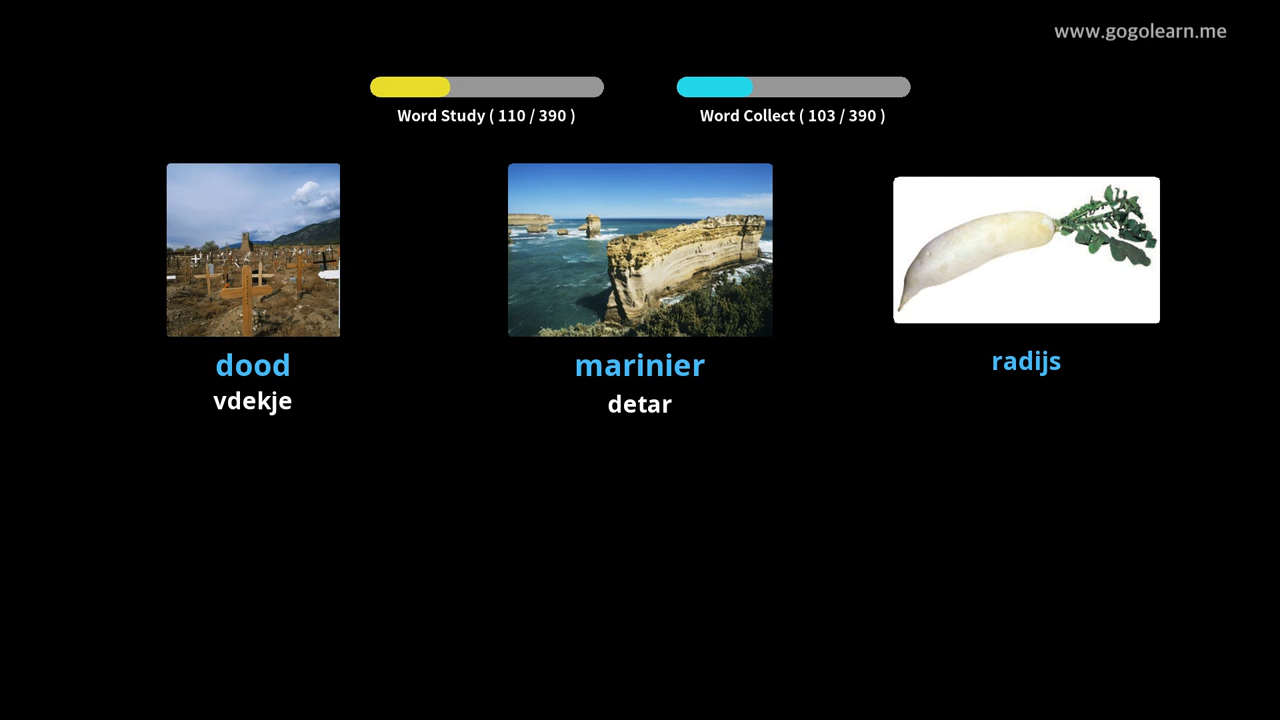 www.gogolearn.me
Word Study ( 110 / 390 )
Word Collect ( 103 / 390 )
dood
vdekje
marinier
detar
radijs